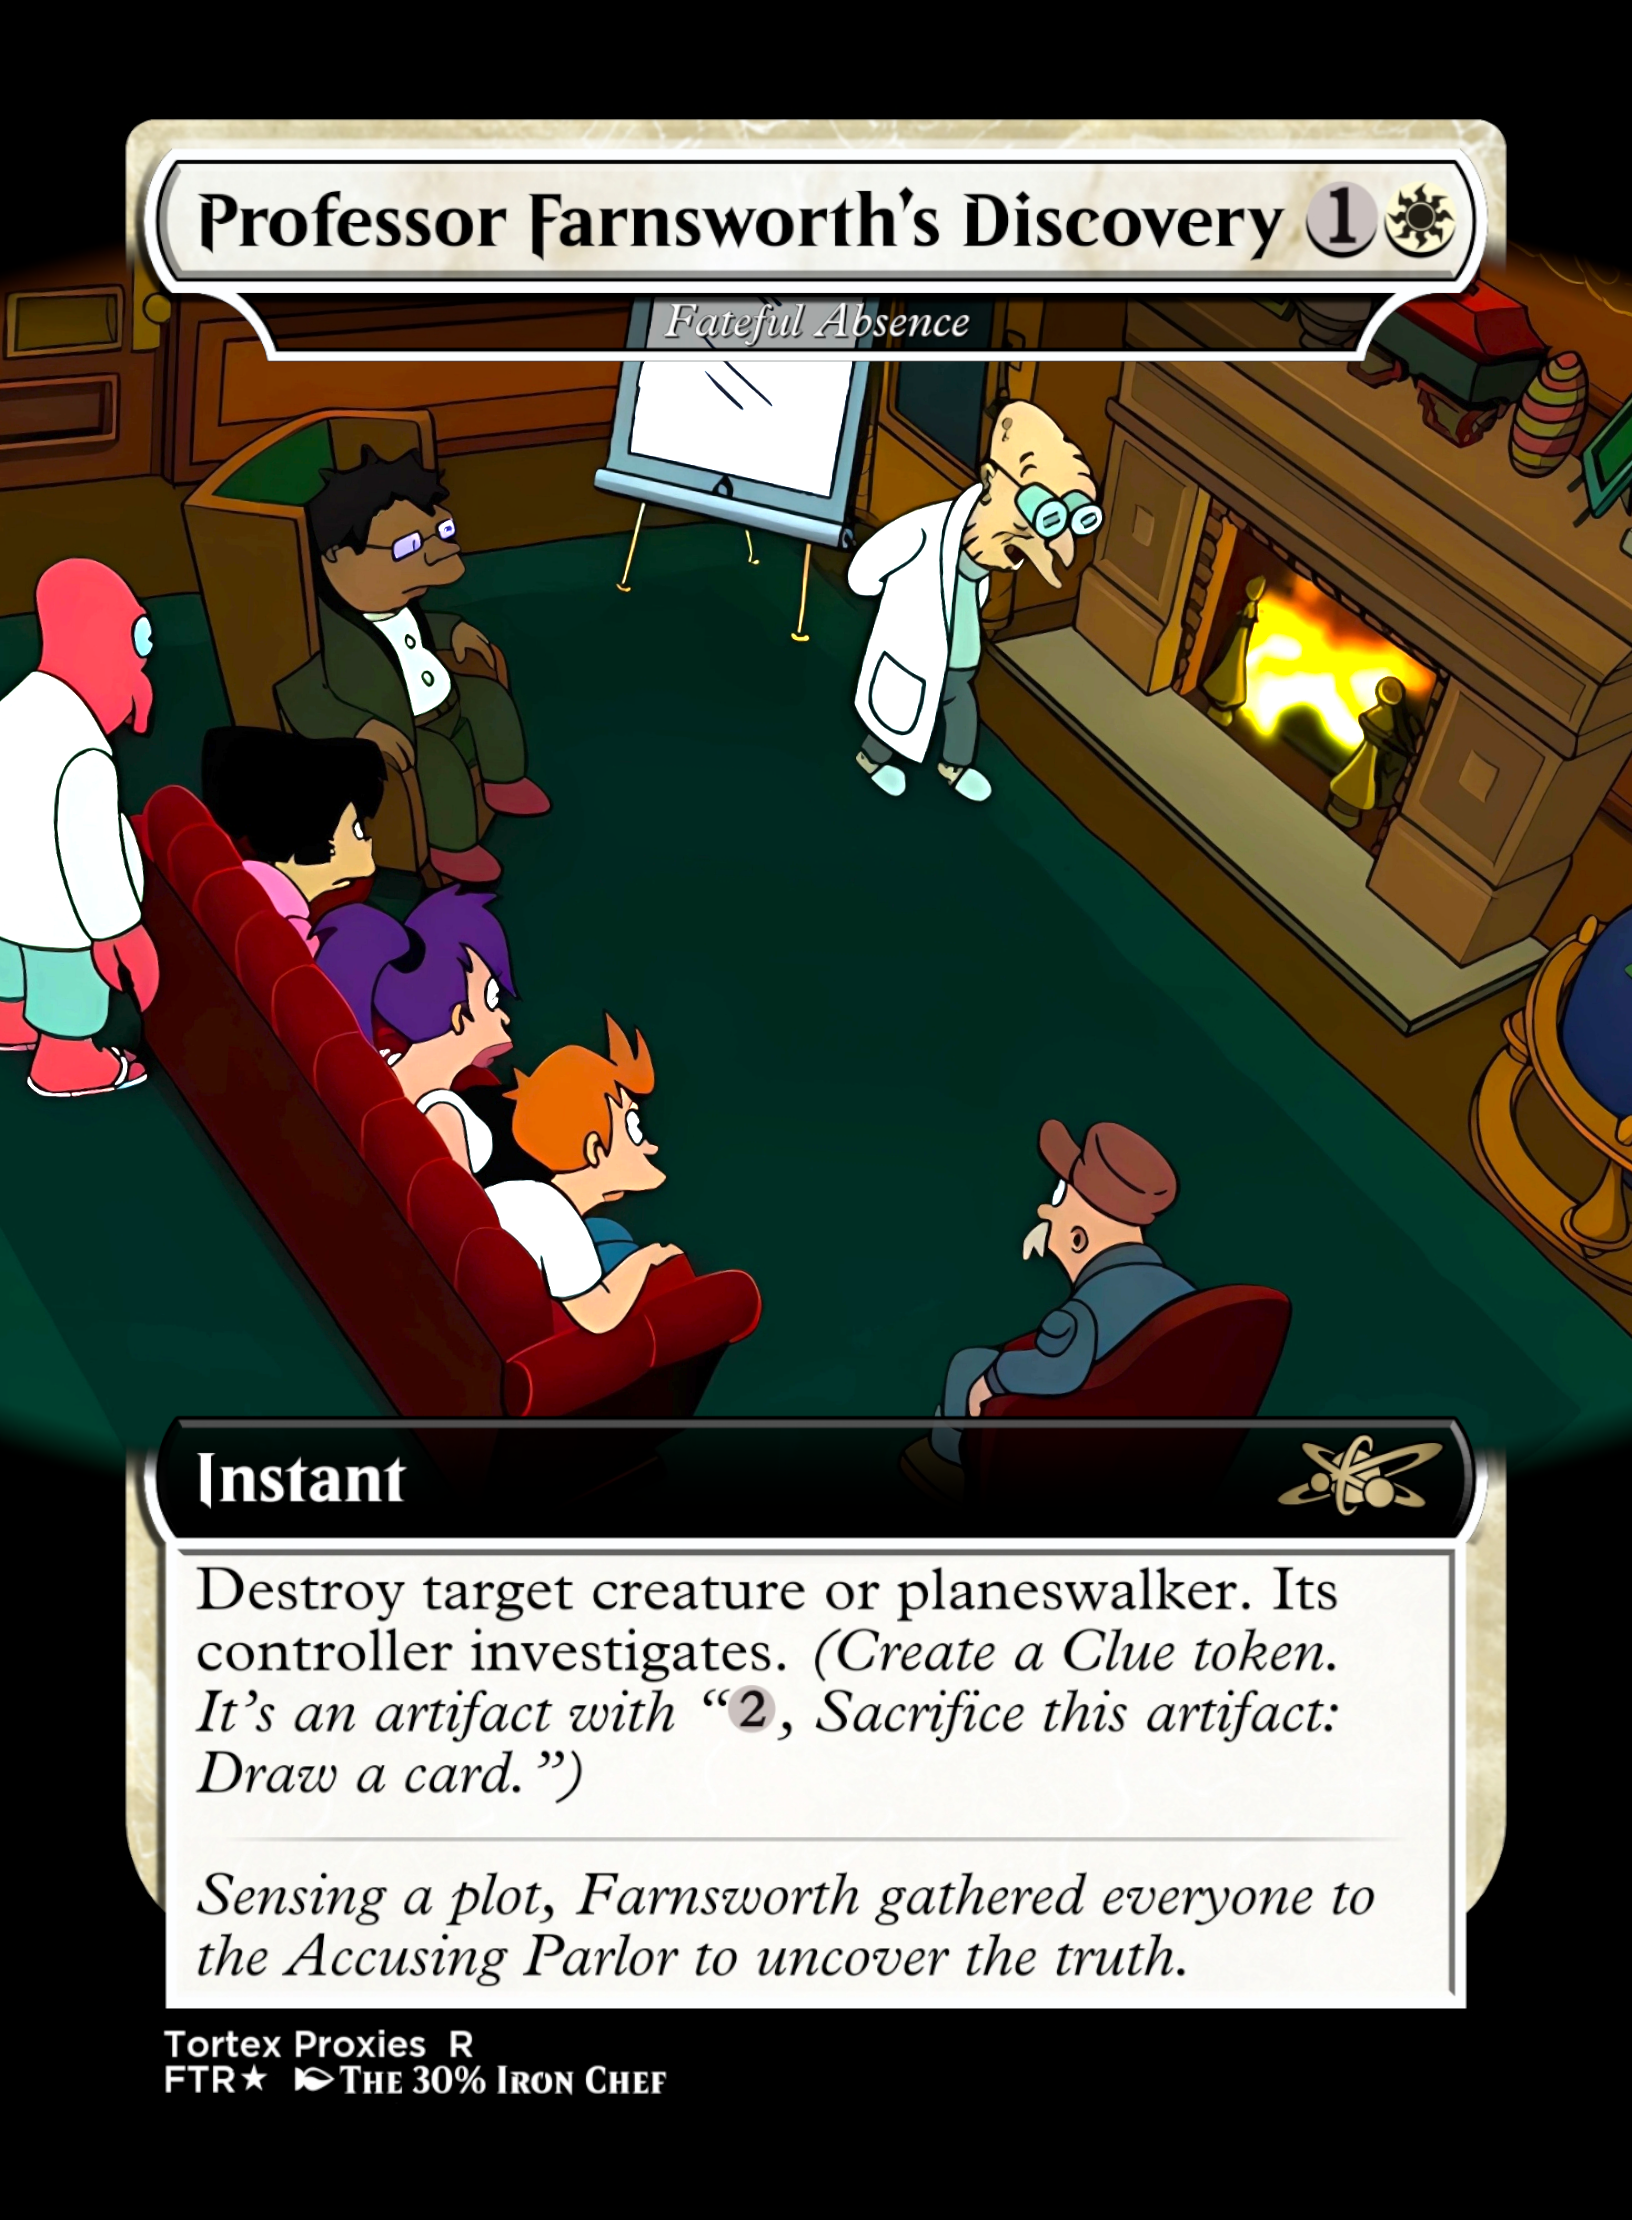 Professor Farnsworth's Discovery 1
Fateful Absence
Instant
Destroy target creature or planeswalker. Its
controller investigates. (Create a Clue token.
It's an artifact with “2, Sacrifice this artifact:
Draw a card.”)
Sensing a plot, Farnsworth gathered everyone to
the Accusing Parlor to uncover the truth.
Tortex Proxies R
FTR★ The 30% Iron Chef